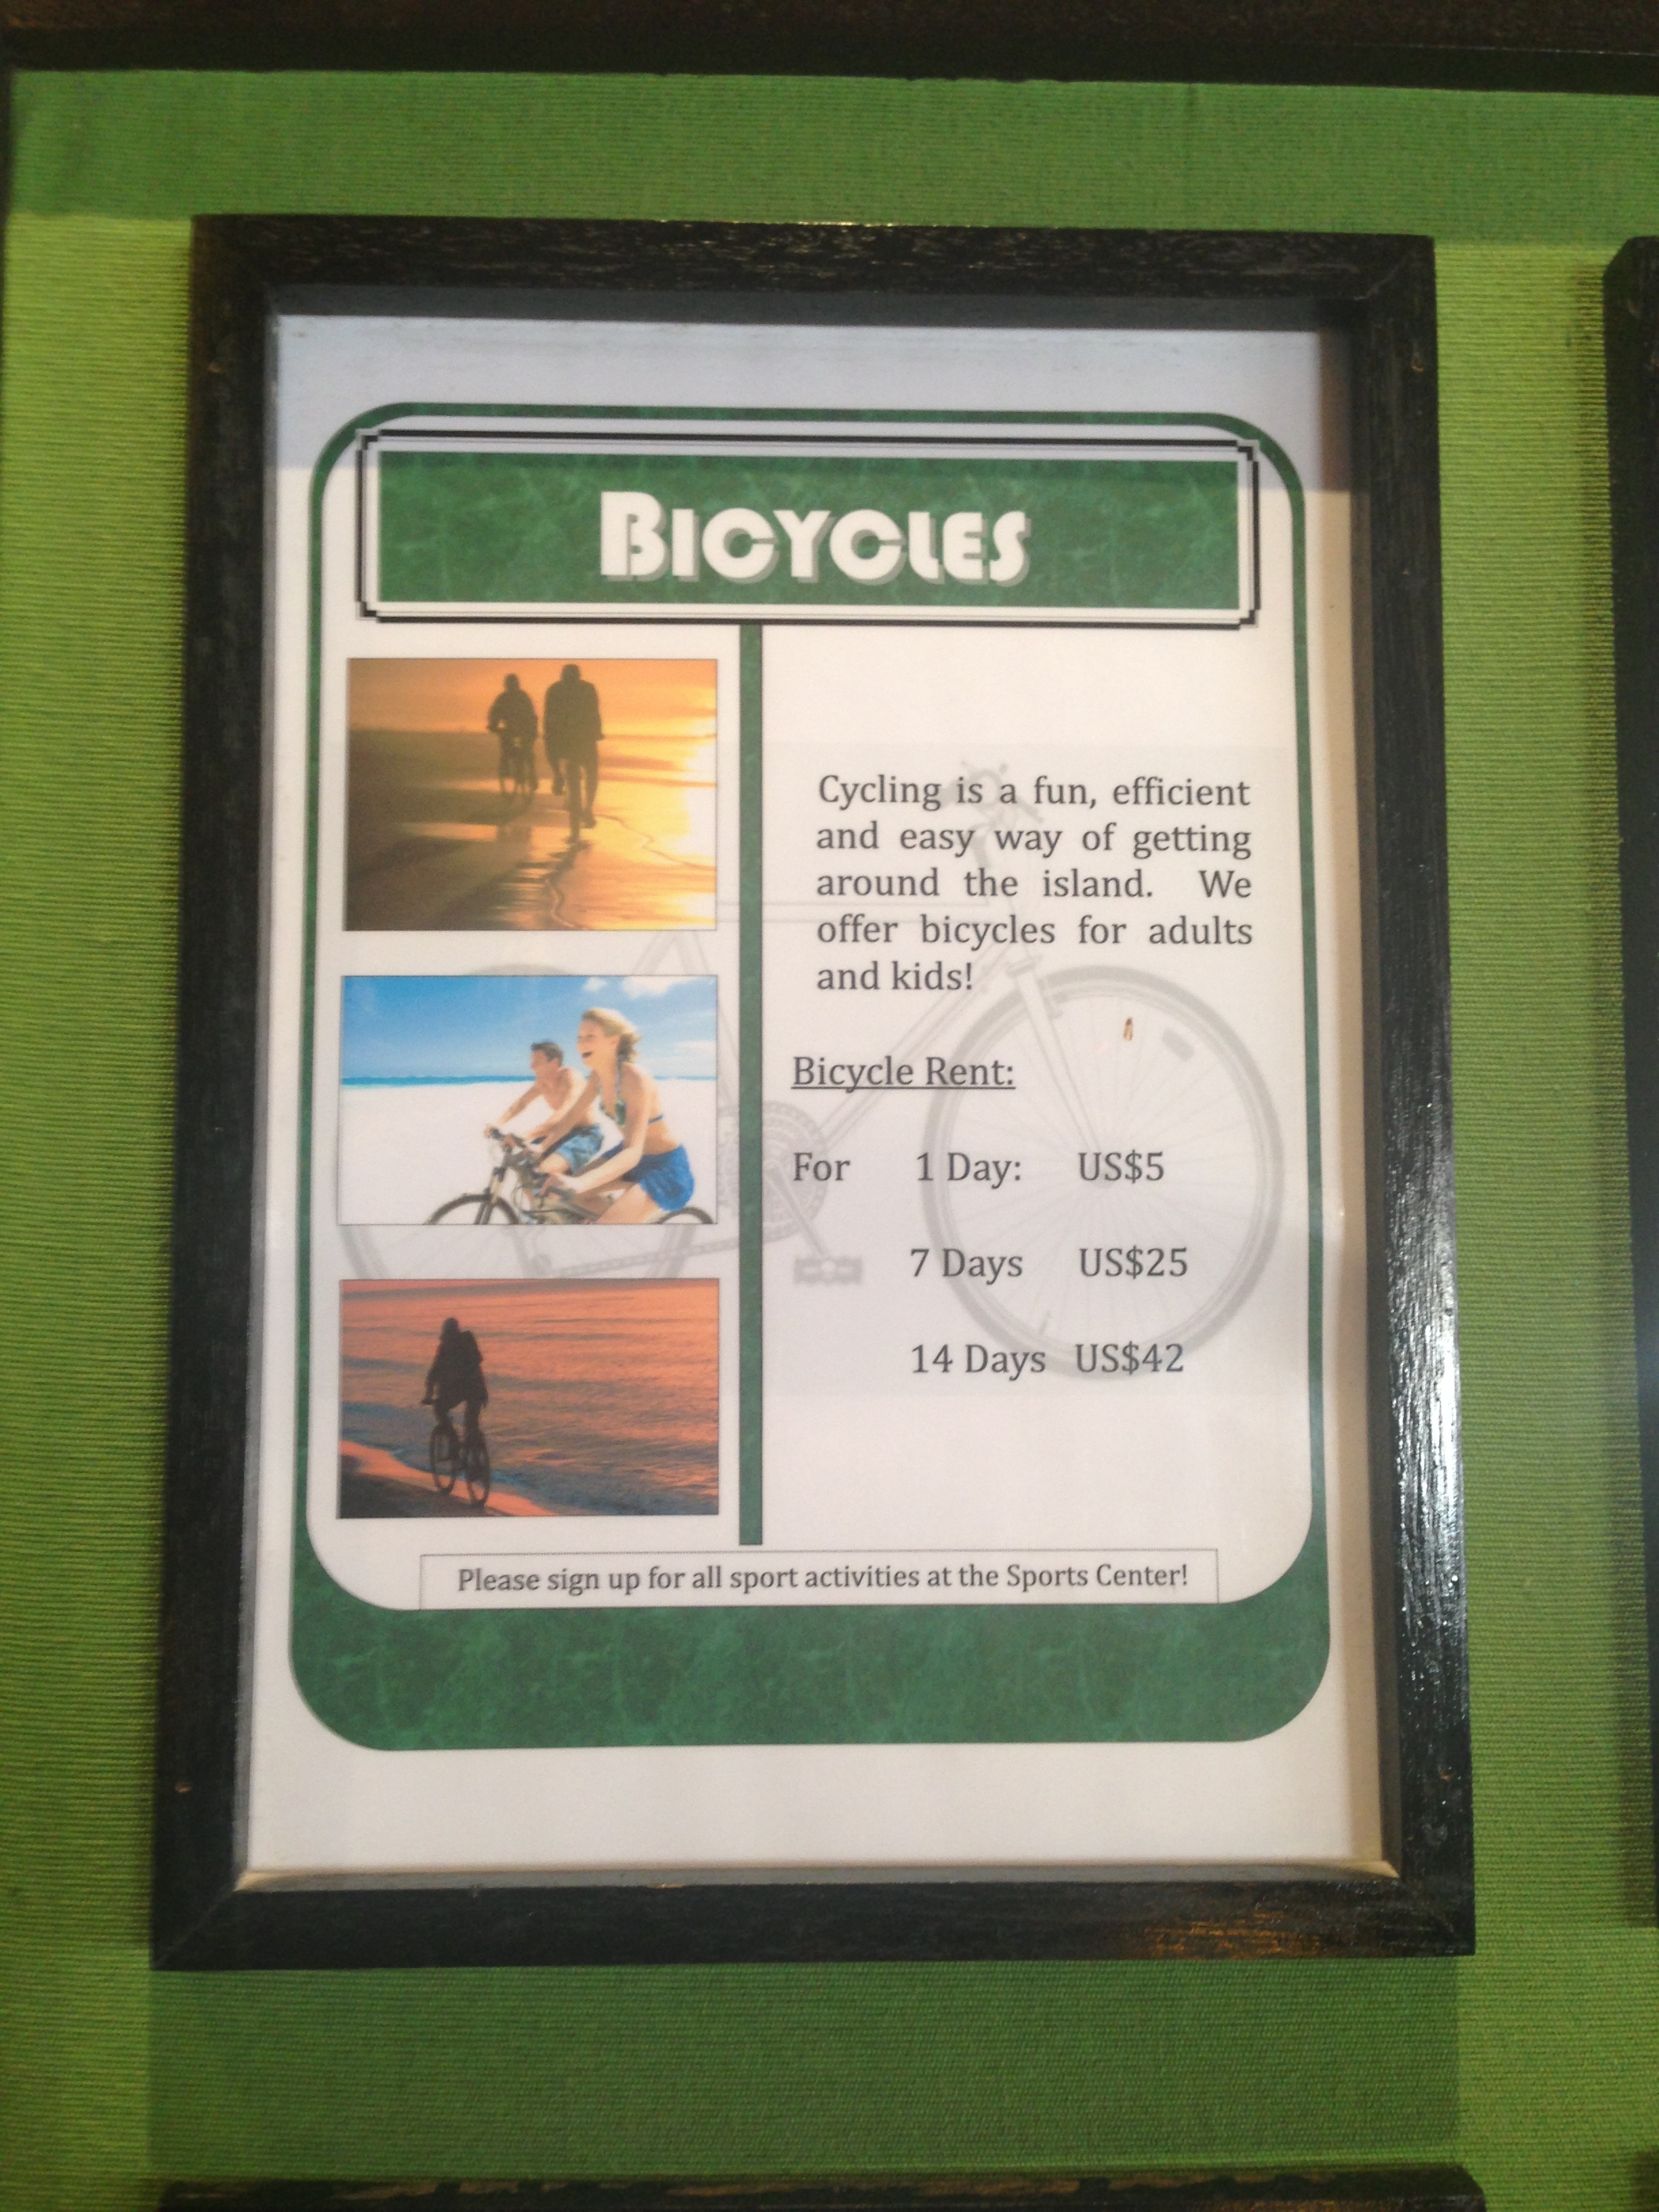 BICYCLES
Cycling is a fun, efficient
and easy way of getting
around the island. We
offer bicycles for adults
and kids!
Bicycle Rent:
For 1 Day: US$5
7 Days US$25
14 Days US$42
Please sign up for all sport activities at the Sports Center!